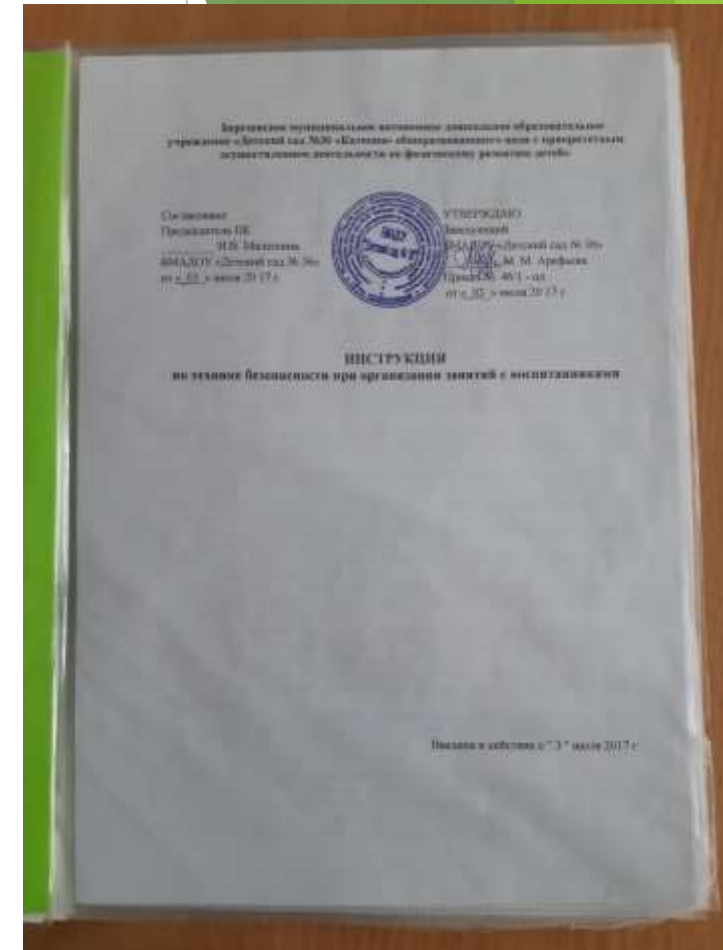 Березовское муниципальное автономное дошкольное образовательное
учреждение «Детский сад № «Катюша» общеразвивающего вида с приоритетным
осуществлением деятельности по физическому развитию детей»
Согласовано
Председатель ПК
И.В.
БМАДОУ «Детский сад № 36»
от « 03 » июля 20 17 г.
УТВЕРЖДАЮ
Заведующий
БМАДОУ «Детский сад № 36»
М. М. Арефьева
Приказ № 46/1 - од
от « 03 » июля 20 17 г.
ИНСТРУКЦИЯ
по технике безопасности при организации занятий с воспитанниками
Введена в действие с " 3 " июля 2017 г